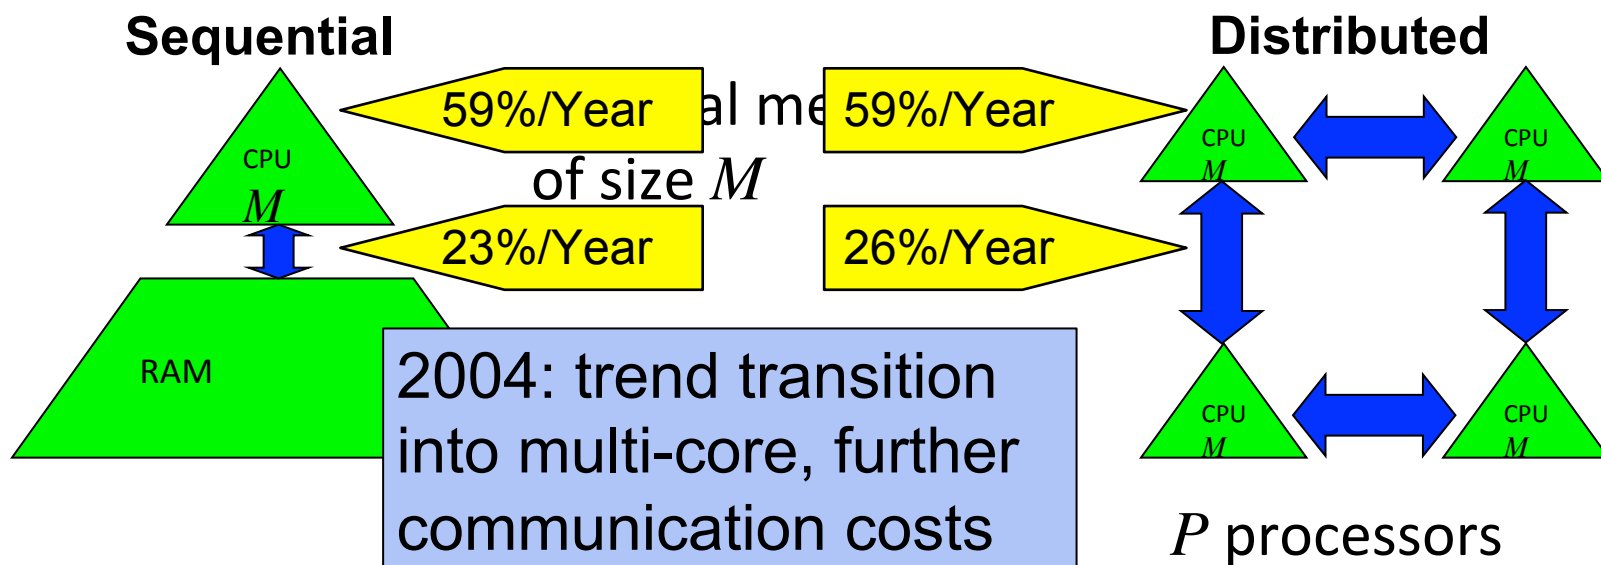 Sequential
Distributed
59%/Year
al me
59%/Year
CPU
M
of size M
CPU
M
CPU
M
23%/Year
26%/Year
RAM
2004: trend transition
into multi-core, further
communication costs
CPU
M
CPU
M
P processors